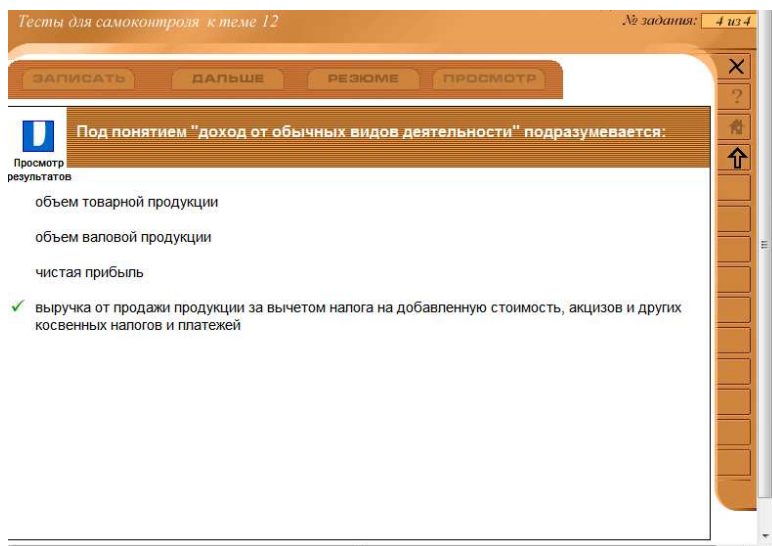 Тесты для самоконтроля к теме 12
№ задания: 4 из 4
ЗАПИСАТЬ ДАЛЬШЕ РЕЗЮМЕ ПРОСМОТР
?
Под понятием "доход от обычных видов деятельности" подразумевается:
Просмотр
результатов
объем товарной продукции
объем валовой продукции
чистая прибыль
выручка от продажи продукции за вычетом налога на добавленную стоимость, акцизов и других
косвенных налогов и платежей